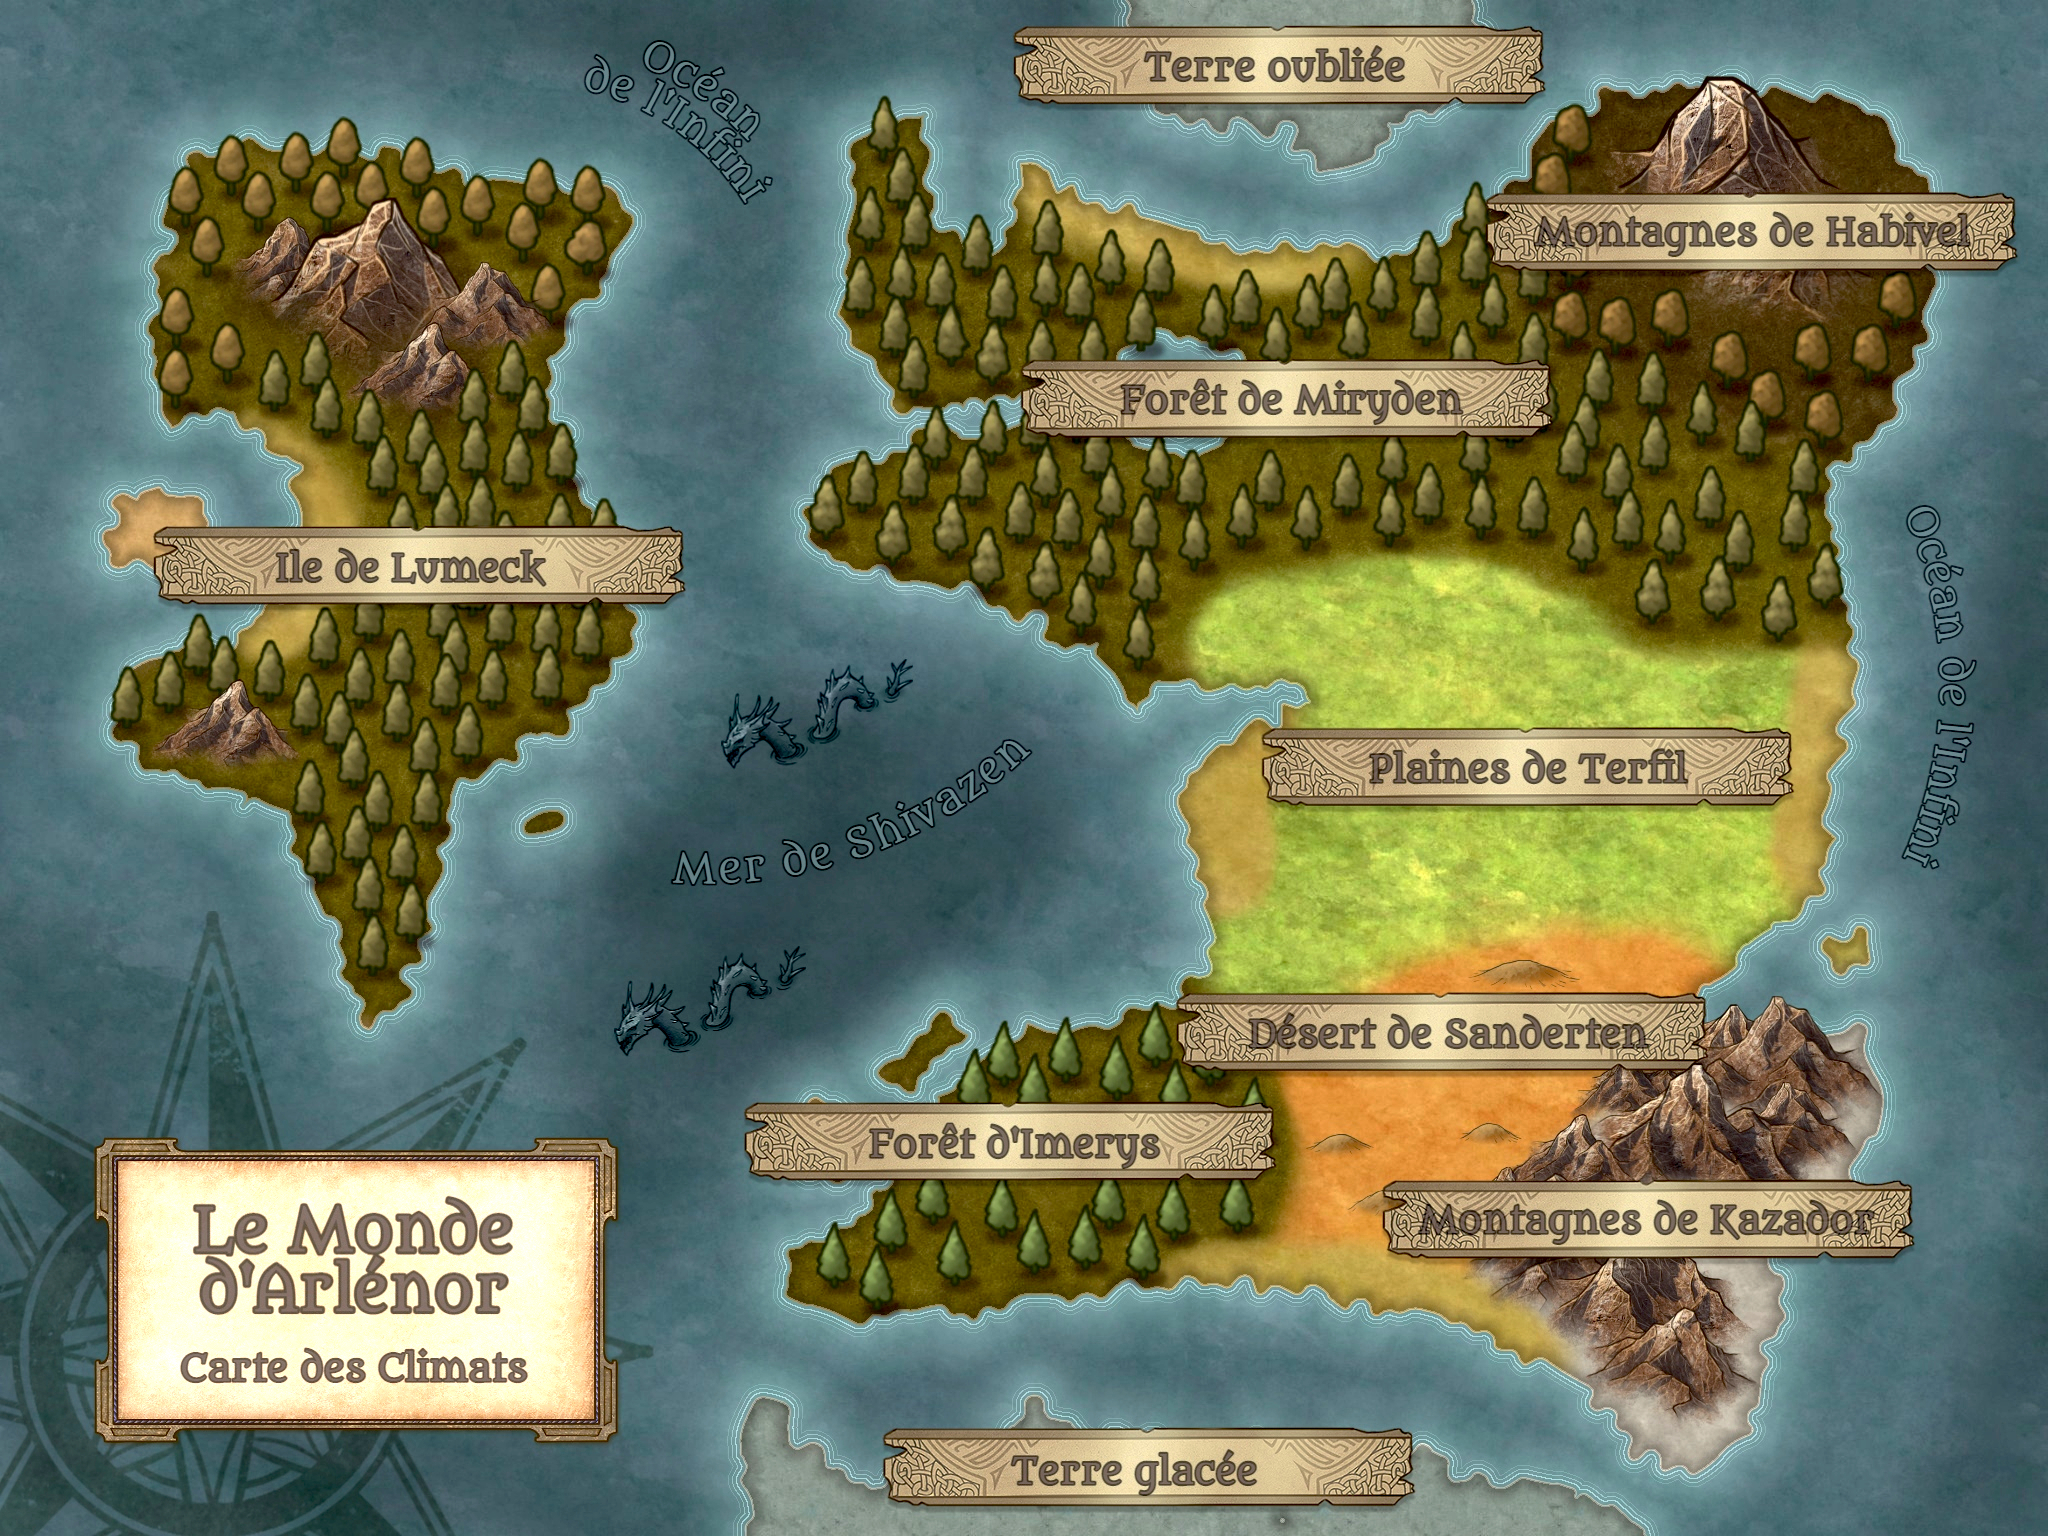 Terre oubliée
Océan
de l'Infini
Montagnes de Habivel
Forêt de Miryden
Ile de Lumeck
Océan de l'Infini
Plaines de Terfil
Mer de Shivazen
Désert de Sanderten
Forêt d'Imerys
Montagnes de Kazador
Le Monde
d'Arlénor
Carte des Climats
Terre glacée